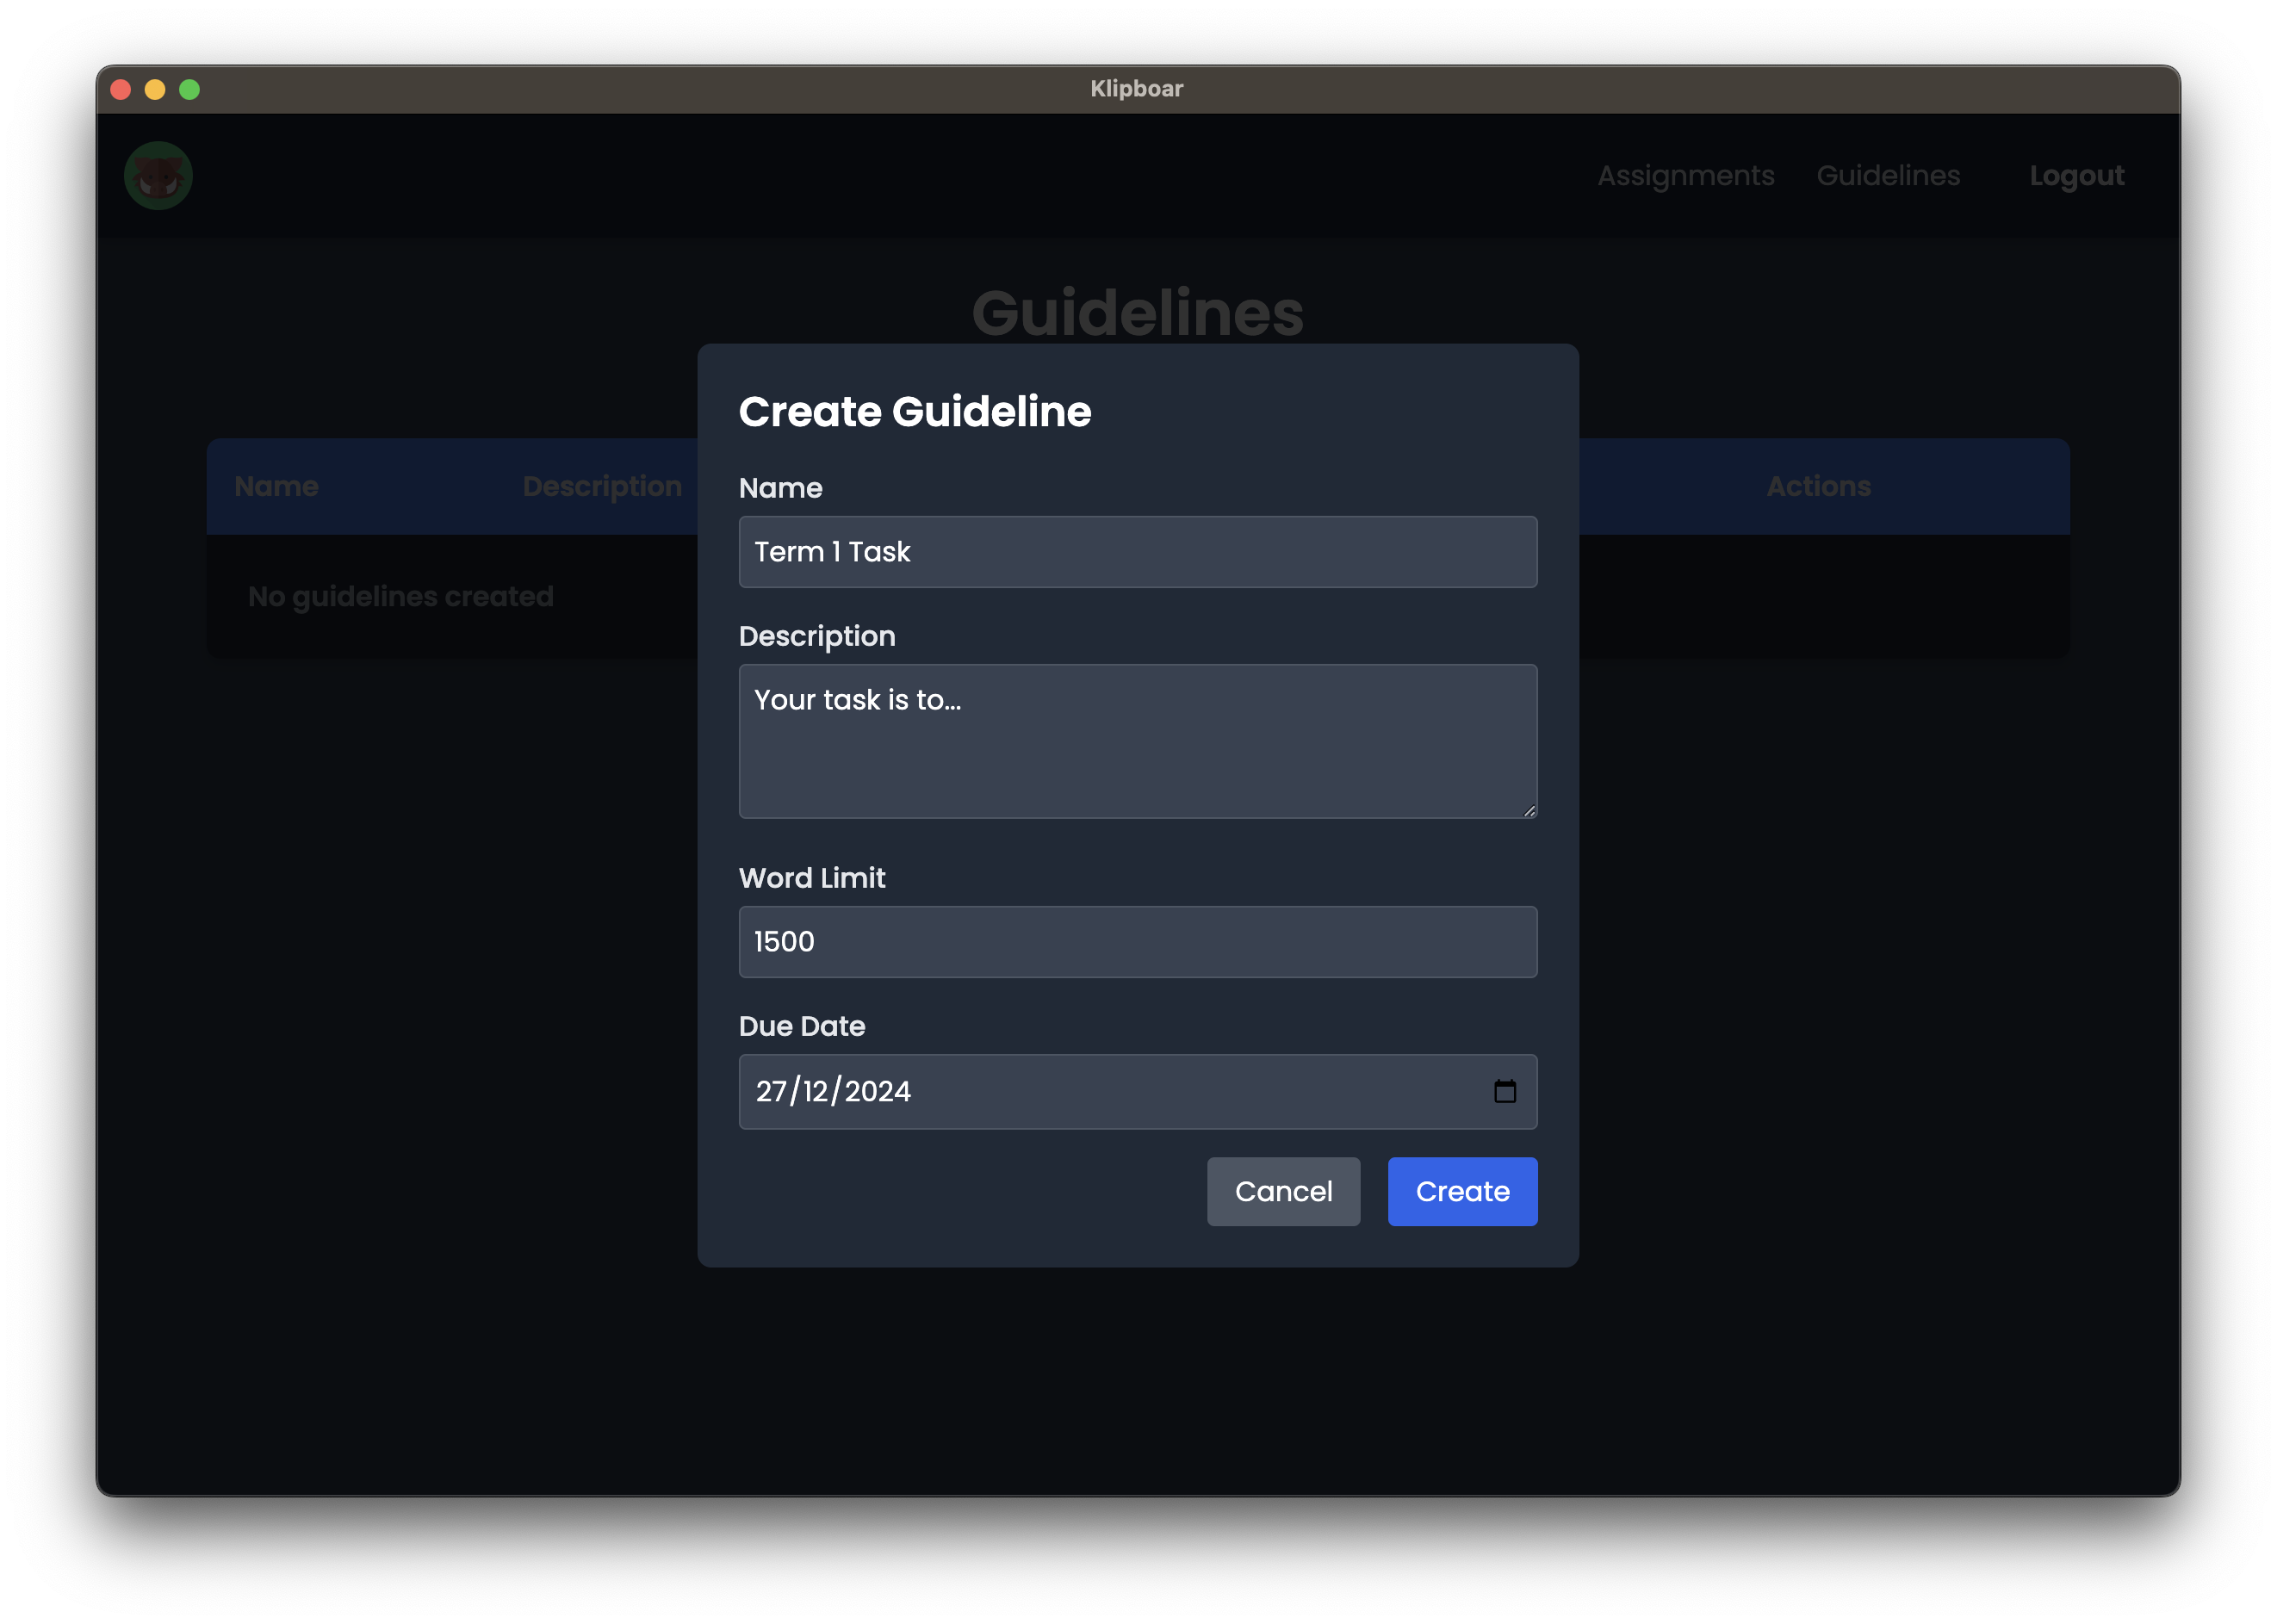 Klipboar
Assignments Guidelines Logout
Guidelines
Name Description Actions
No guidelines created
Create Guideline
Name
Term 1 Task
Description
Your task is to...
Word Limit
1500
Due Date
27/12/2024
Cancel Create